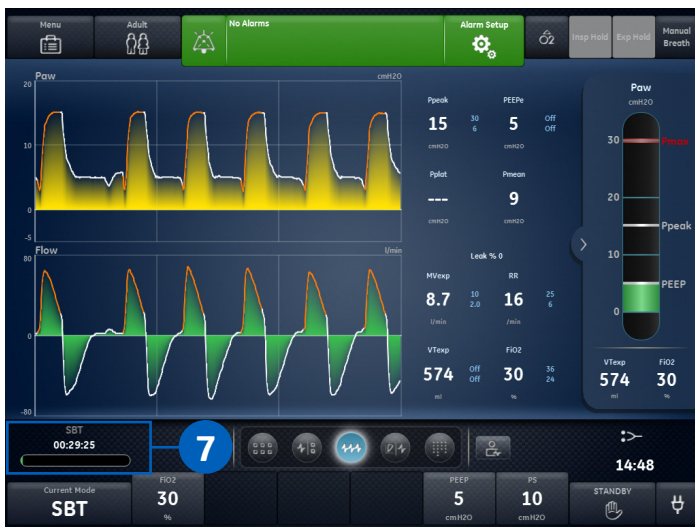 Menu
Adult
No Alarms
Alarm Setup
O2
Insp Hold
Exp Hold
Manual
Breath
Paw
cmH2O
20
10
0
-5
Flow
l/min
80
0
-80
Ppeak
PEEPe
15
30
6
5
Off
Off
cmH2O
cmH2O
Pplat
Pmean
---
9
cmH2O
cmH2O
Leak % 0
MVexp
RR
8.7
10
2.0
16
25
6
l/min
/min
VTexp
FiO2
574
Off
Off
30
36
24
ml
%
Paw
cmH2O
30
Pmax
20
Ppeak
10
PEEP
0
VTexp
FiO2
574
30
ml
%
SBT
00:29:25
7
14:48
Current Mode
SBT
FiO2
30
%
PEEP
5
cmH2O
PS
10
cmH2O
STANDBY